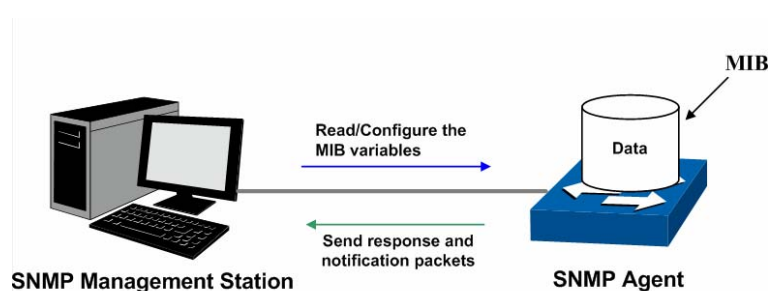 MIB
Read/Configure the
MIB variables
Data
Send response and
notification packets
SNMP Management Station
SNMP Agent